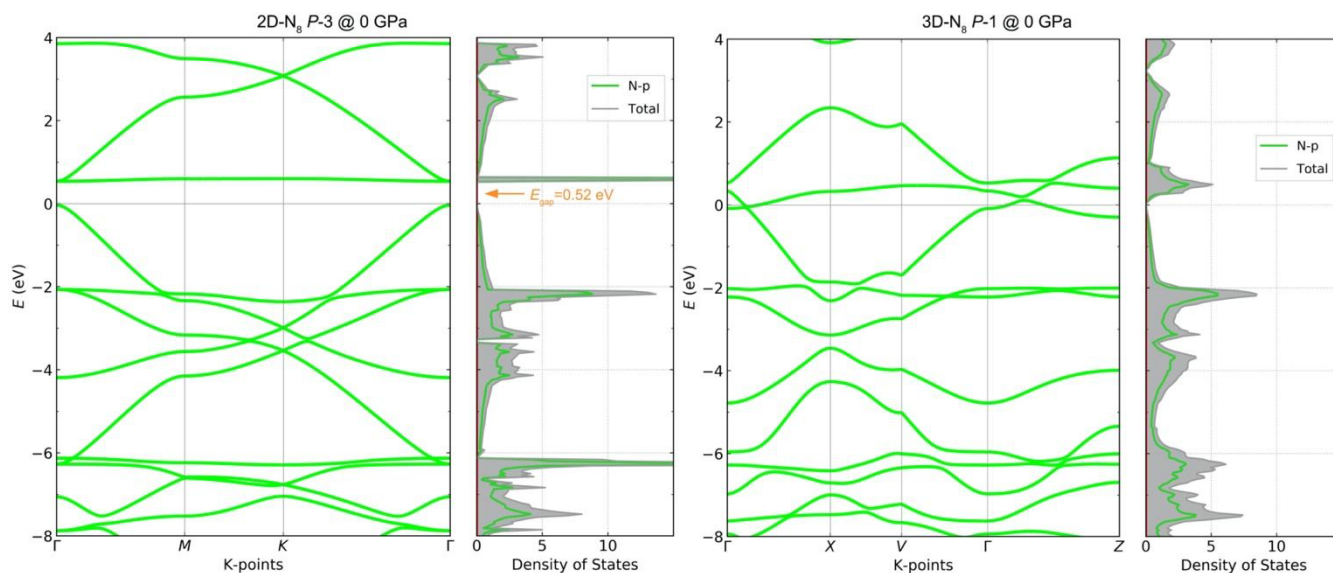 2D-N₈ P-3 @ 0 GPa
4
2
0
−2
−4
−6
−8
E (eV)
Γ
M
K
Γ
K-points
N-p
Total
E_gap=0.52 eV
0
5
10
Density of States
3D-N₈ P-1 @ 0 GPa
4
2
0
−2
−4
−6
−8
E (eV)
Γ
X
V
Γ
Z
K-points
N-p
Total
0
5
10
Density of States